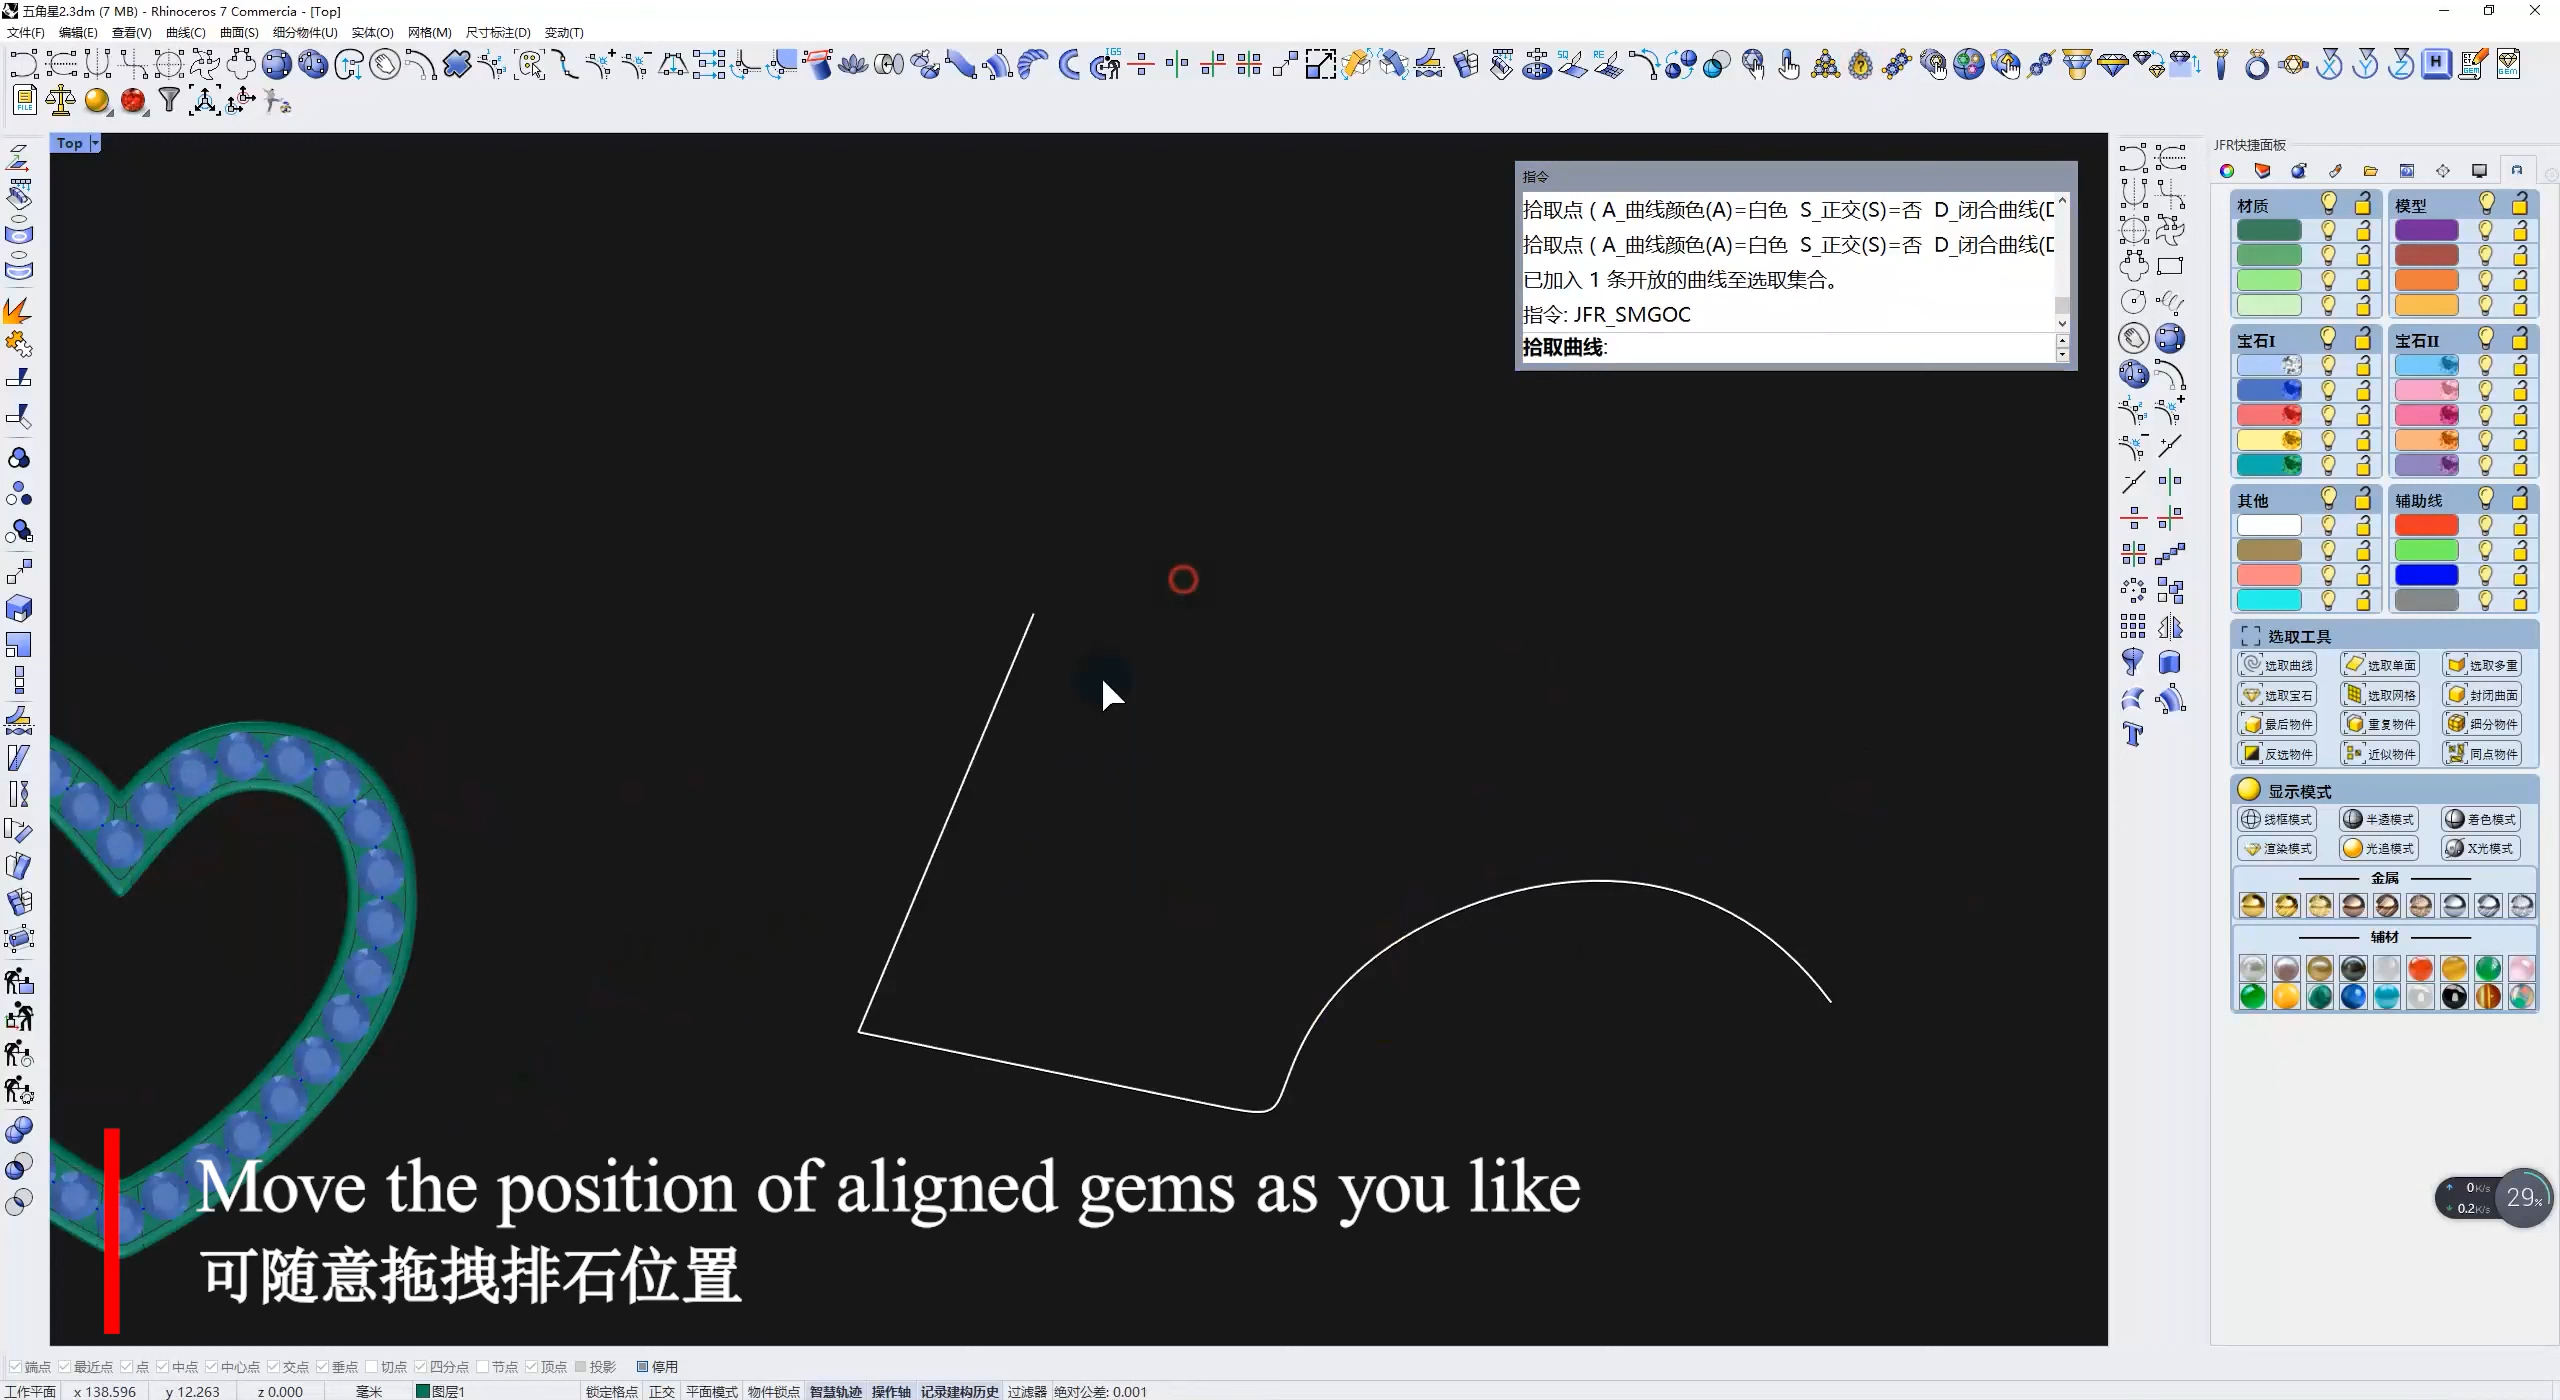 五角星2.3dm (7 MB) - Rhinoceros 7 Commercia - [Top]
文件(F) 编辑(E) 查看(V) 曲线(C) 曲面(S) 细分物件(U) 实体(O) 网格(M) 尺寸标注(D) 变动(T)
Top
指令
拾取点 ( A_曲线颜色(A)=白色 S_正交(S)=否 D_闭合曲线(D
拾取点 ( A_曲线颜色(A)=白色 S_正交(S)=否 D_闭合曲线(D
已加入 1 条开放的曲线至选取集合。
指令: JFR_SMGOC
拾取曲线:
JFR快捷面板
材质 模型
宝石I 宝石II
其他 辅助线
选取工具
选取曲线 选取单面 选取多重
选取宝石 选取网格 封闭曲面
最后物件 重复物件 细分物件
反选物件 近似物件 同点物件
显示模式
线框模式 半透模式 着色模式
渲染模式 光追模式 X光模式
金属
辅材
0K/s
0.2K/s
29%
Move the position of aligned gems as you like
可随意拖拽排石位置
端点 最近点 点 中点 中心点 交点 垂点 切点 四分点 节点 顶点 投影 停用
工作平面 x 138.596 y 12.263 z 0.000 毫米 图层1 锁定格点 正交 平面模式 物件锁点 智慧轨迹 操作轴 记录建构历史 过滤器 绝对公差: 0.001